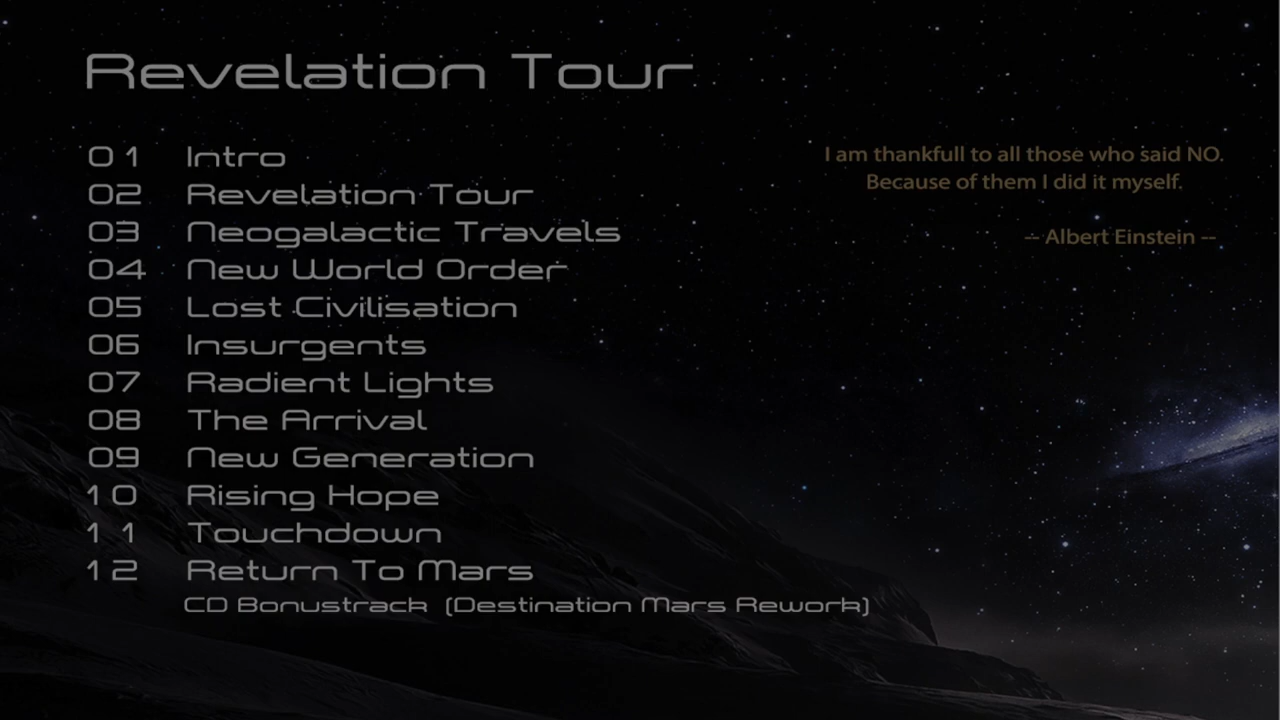 Revelation Tour
01 Intro
02 Revelation Tour
03 Neogalactic Travels
04 New World Order
05 Lost Civilisation
06 Insurgents
07 Radient Lights
08 The Arrival
09 New Generation
10 Rising Hope
11 Touchdown
12 Return To Mars
CD Bonustrack (Destination Mars Rework)
I am thankfull to all those who said NO.
Because of them I did it myself.
-- Albert Einstein --